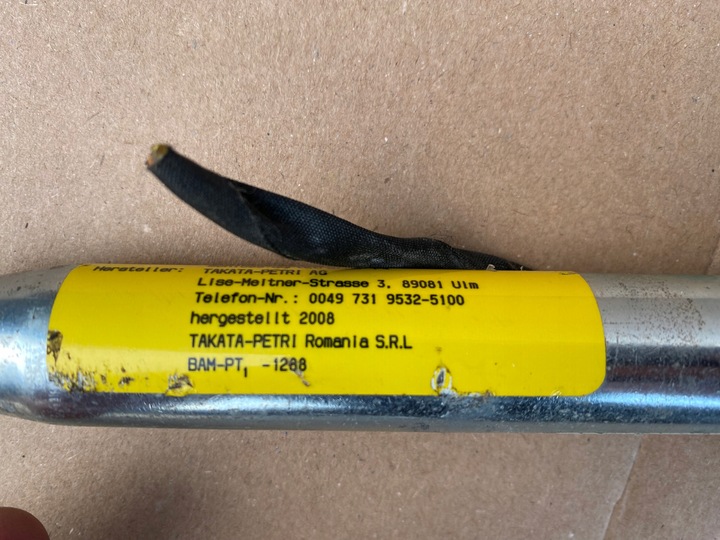 Hersteller: TAKATA-PETRI AG
Lise-Meitner-Strasse 3, 89081 Ulm
Telefon-Nr.: 0049 731 9532-5100
hergestellt 2008
TAKATA-PETRI Romania S.R.L
BAM-PT₁ -1288